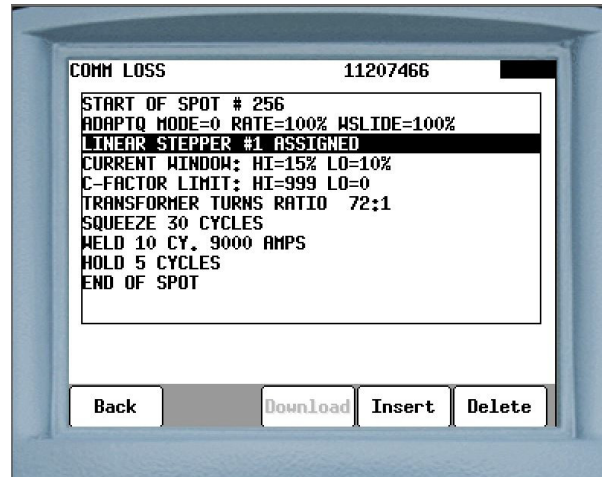 COMM LOSS 11207466
START OF SPOT # 256
ADAPTQ MODE=0 RATE=100% WSLIDE=100%
LINEAR STEPPER #1 ASSIGNED
CURRENT WINDOW: HI=15% LO=10%
C-FACTOR LIMIT: HI=999 LO=0
TRANSFORMER TURNS RATIO 72:1
SQUEEZE 30 CYCLES
WELD 10 CY. 9000 AMPS
HOLD 5 CYCLES
END OF SPOT
Back Download Insert Delete